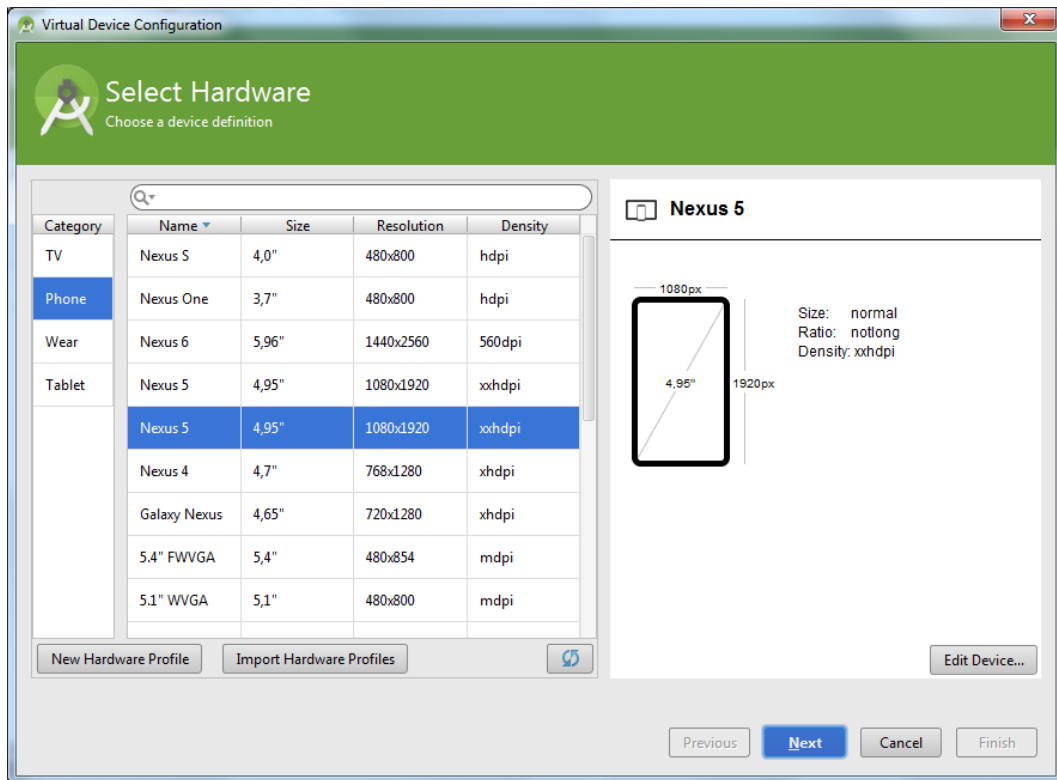 Virtual Device Configuration
Select Hardware
Choose a device definition
Category Name Size Resolution Density
TV Nexus S 4,0" 480x800 hdpi
Phone Nexus One 3,7" 480x800 hdpi
Wear Nexus 6 5,96" 1440x2560 560dpi
Tablet Nexus 5 4,95" 1080x1920 xxhdpi
Nexus 5 4,95" 1080x1920 xxhdpi
Nexus 4 4,7" 768x1280 xhdpi
Galaxy Nexus 4,65" 720x1280 xhdpi
5.4" FWVGA 5,4" 480x854 mdpi
5.1" WVGA 5,1" 480x800 mdpi
New Hardware Profile Import Hardware Profiles
Nexus 5
1080px
Size: normal
Ratio: notlong
Density: xxhdpi
4,95" 1920px
Edit Device...
Previous Next Cancel Finish